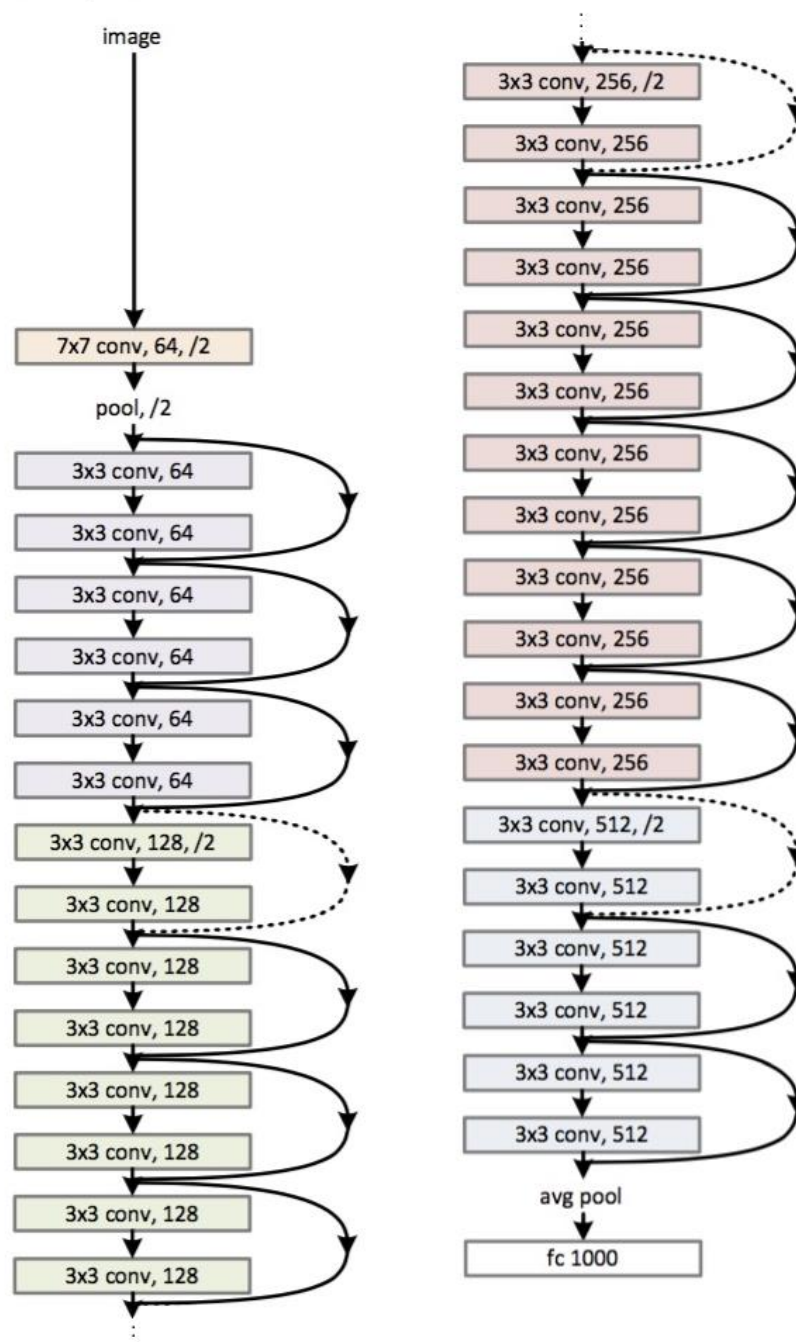 image
7x7 conv, 64, /2
pool, /2
3x3 conv, 64
3x3 conv, 64
3x3 conv, 64
3x3 conv, 64
3x3 conv, 64
3x3 conv, 64
3x3 conv, 128, /2
3x3 conv, 128
3x3 conv, 128
3x3 conv, 128
3x3 conv, 128
3x3 conv, 128
3x3 conv, 128
3x3 conv, 128
3x3 conv, 256, /2
3x3 conv, 256
3x3 conv, 256
3x3 conv, 256
3x3 conv, 256
3x3 conv, 256
3x3 conv, 256
3x3 conv, 256
3x3 conv, 256
3x3 conv, 256
3x3 conv, 256
3x3 conv, 256
3x3 conv, 512, /2
3x3 conv, 512
3x3 conv, 512
3x3 conv, 512
3x3 conv, 512
3x3 conv, 512
avg pool
fc 1000